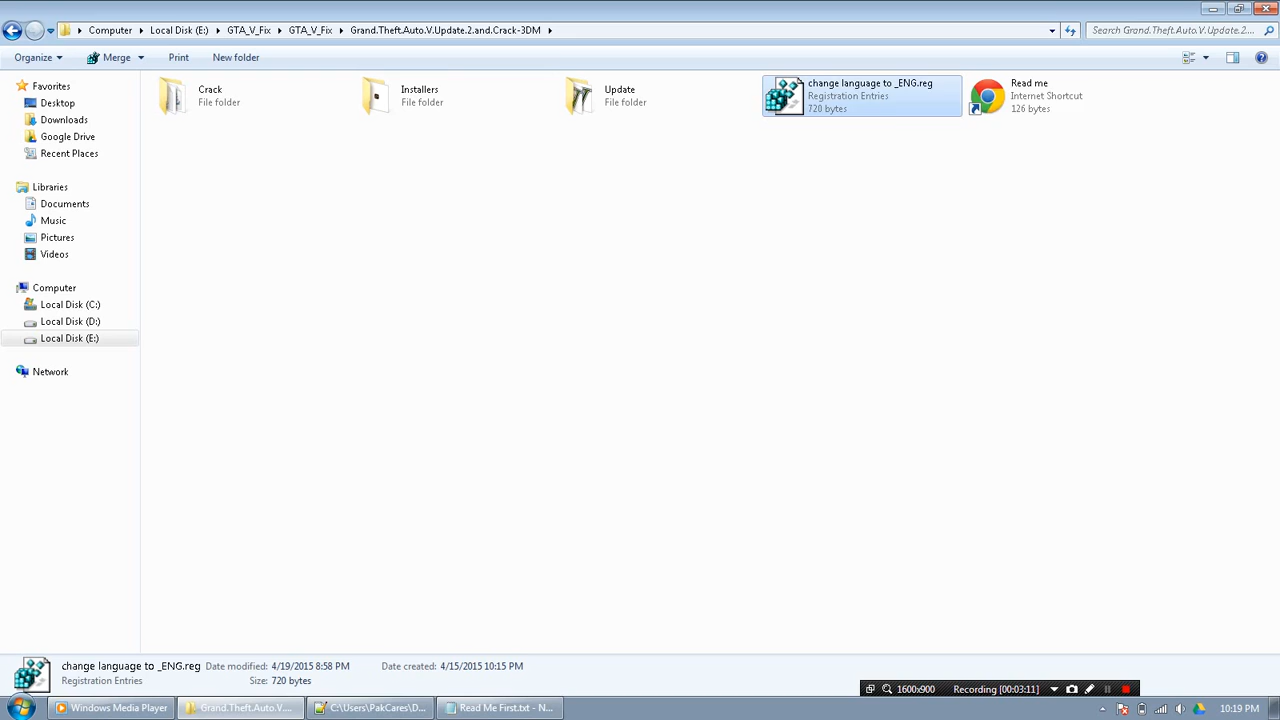 Computer
Local Disk (E:)
GTA_V_Fix
GTA_V_Fix
Grand.Theft.Auto.V.Update.2.and.Crack-3DM
Search Grand.Theft.Auto.V.Update.2....
Organize
Merge
Print
New folder
Favorites
Desktop
Downloads
Google Drive
Recent Places
Libraries
Documents
Music
Pictures
Videos
Computer
Local Disk (C:)
Local Disk (D:)
Local Disk (E:)
Network
Crack
File folder
Installers
File folder
Update
File folder
change language to _ENG.reg
Registration Entries
720 bytes
Read me
Internet Shortcut
126 bytes
change language to _ENG.reg Date modified: 4/19/2015 8:58 PM Date created: 4/15/2015 10:15 PM
Registration Entries Size: 720 bytes
1600x900 Recording [00:03:11]
Windows Media Player
Grand.Theft.Auto.V....
C:\Users\PakCares\D...
Read Me First.txt - N...
10:19 PM